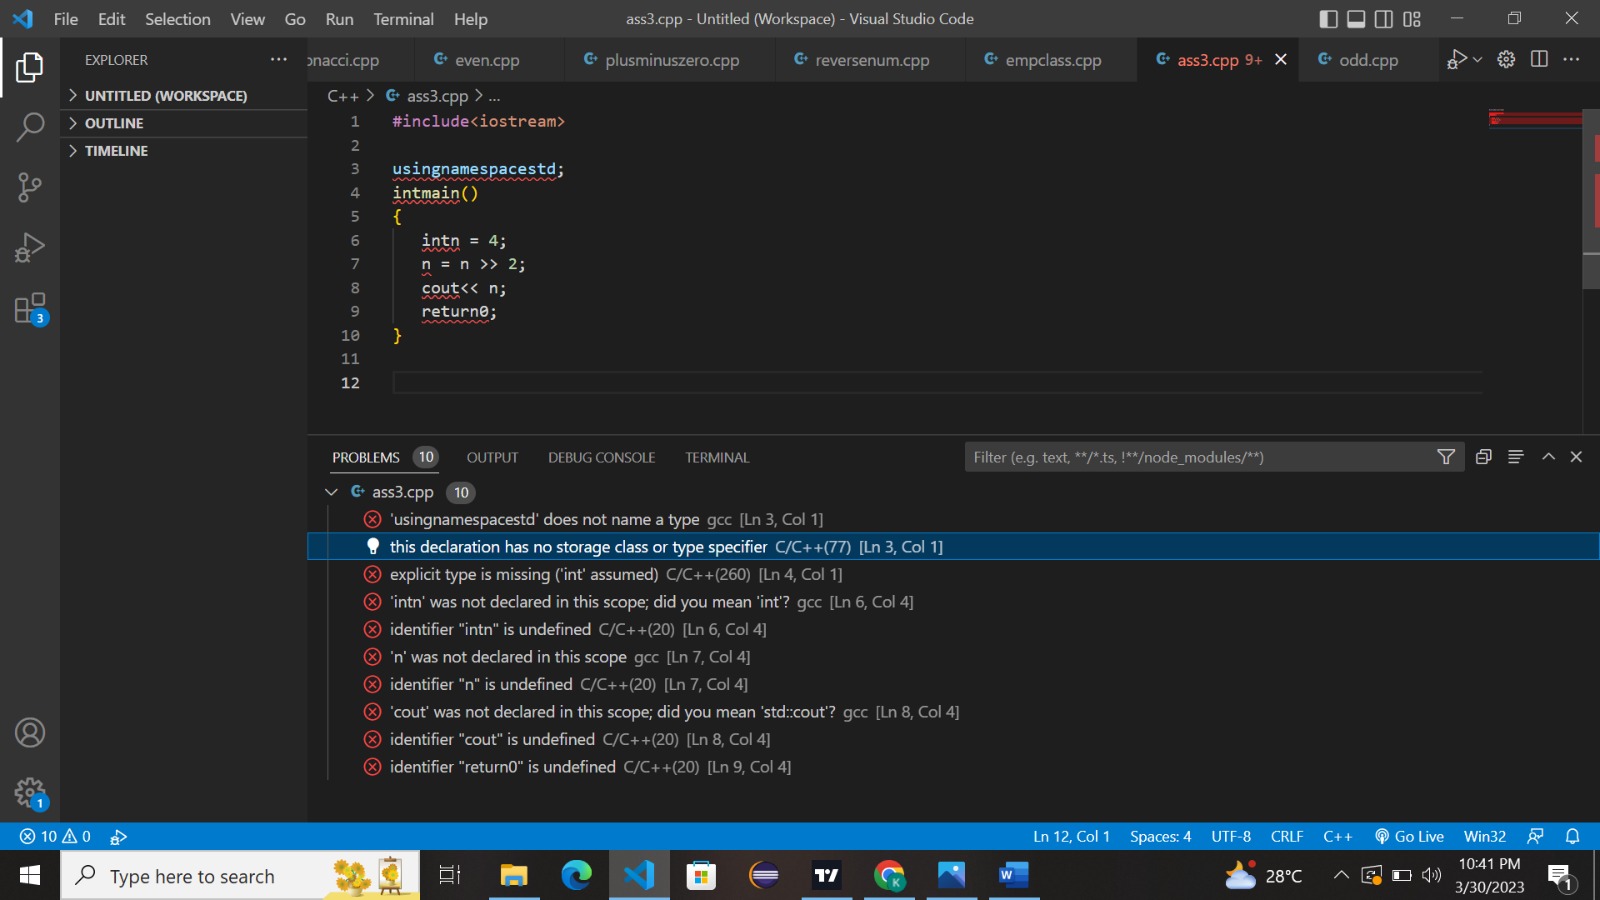 File Edit Selection View Go Run Terminal Help
ass3.cpp - Untitled (Workspace) - Visual Studio Code
EXPLORER
onacci.cpp even.cpp plusminuszero.cpp reversenum.cpp empclass.cpp ass3.cpp 9+ odd.cpp
UNTITLED (WORKSPACE)
OUTLINE
TIMELINE
C++ > ass3.cpp > ...
1 #include<iostream>
2
3 usingnamespacestd;
4 intmain()
5 {
6 intn = 4;
7 n = n >> 2;
8 cout<< n;
9 return0;
10 }
11
12
PROBLEMS 10 OUTPUT DEBUG CONSOLE TERMINAL
Filter (e.g. text, **/*.ts, !**/node_modules/**)
ass3.cpp 10
'usingnamespacestd' does not name a type gcc [Ln 3, Col 1]
this declaration has no storage class or type specifier C/C++(77) [Ln 3, Col 1]
explicit type is missing ('int' assumed) C/C++(260) [Ln 4, Col 1]
'intn' was not declared in this scope; did you mean 'int'? gcc [Ln 6, Col 4]
identifier "intn" is undefined C/C++(20) [Ln 6, Col 4]
'n' was not declared in this scope gcc [Ln 7, Col 4]
identifier "n" is undefined C/C++(20) [Ln 7, Col 4]
'cout' was not declared in this scope; did you mean 'std::cout'? gcc [Ln 8, Col 4]
identifier "cout" is undefined C/C++(20) [Ln 8, Col 4]
identifier "return0" is undefined C/C++(20) [Ln 9, Col 4]
3
1
10 0
Ln 12, Col 1 Spaces: 4 UTF-8 CRLF C++ Go Live Win32
Type here to search
K
W
28°C
10:41 PM
3/30/2023
1